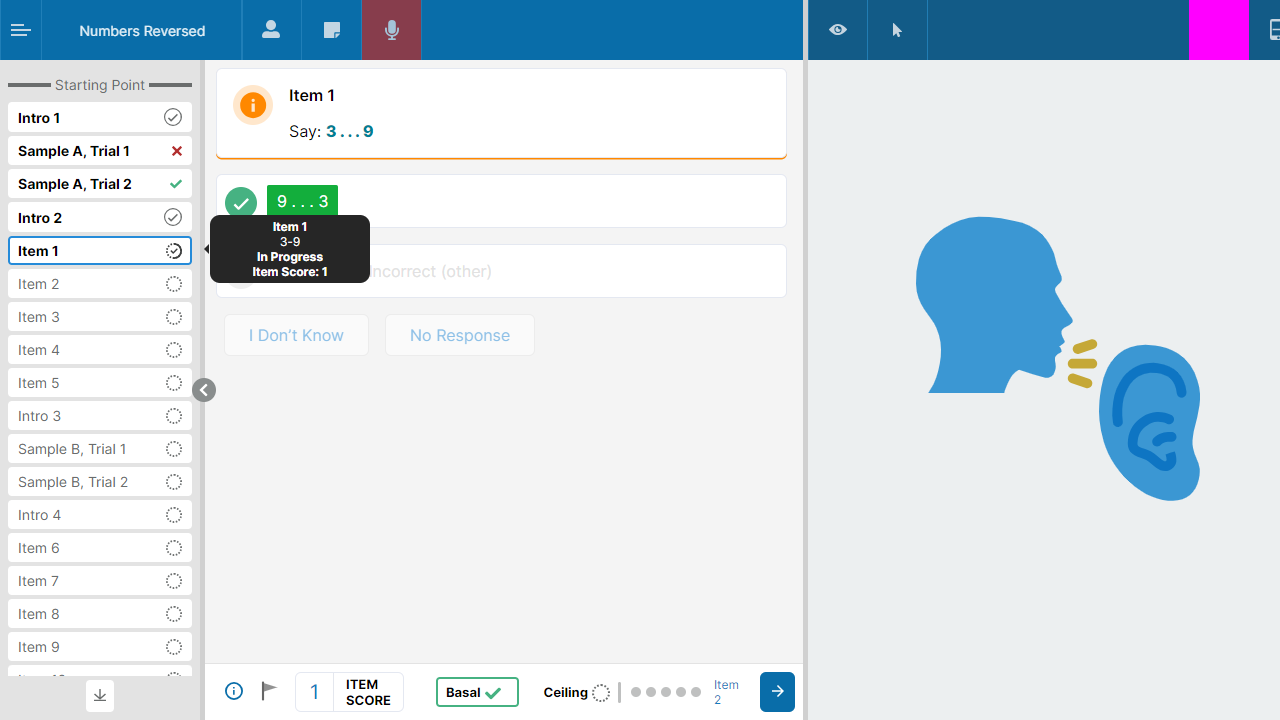 Numbers Reversed
Starting Point
Intro 1
Sample A, Trial 1
Sample A, Trial 2
Intro 2
Item 1
Item 2
Item 3
Item 4
Item 5
Intro 3
Sample B, Trial 1
Sample B, Trial 2
Intro 4
Item 6
Item 7
Item 8
Item 9
Item 1
Say: 3 . . . 9
9 . . . 3
Item 1
3-9
In Progress
Item Score: 1
Incorrect (other)
I Don't Know
No Response
1
ITEM
SCORE
Basal
Ceiling
Item
2